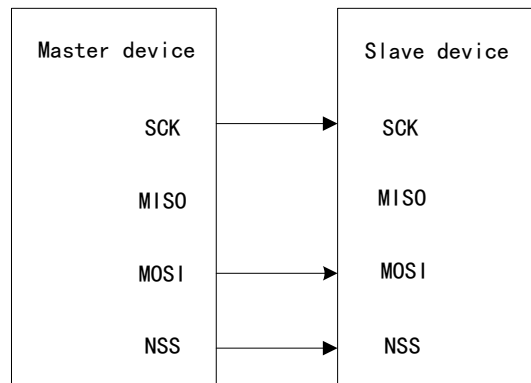 Master device
SCK
MISO
MOSI
NSS
Slave device
SCK
MISO
MOSI
NSS